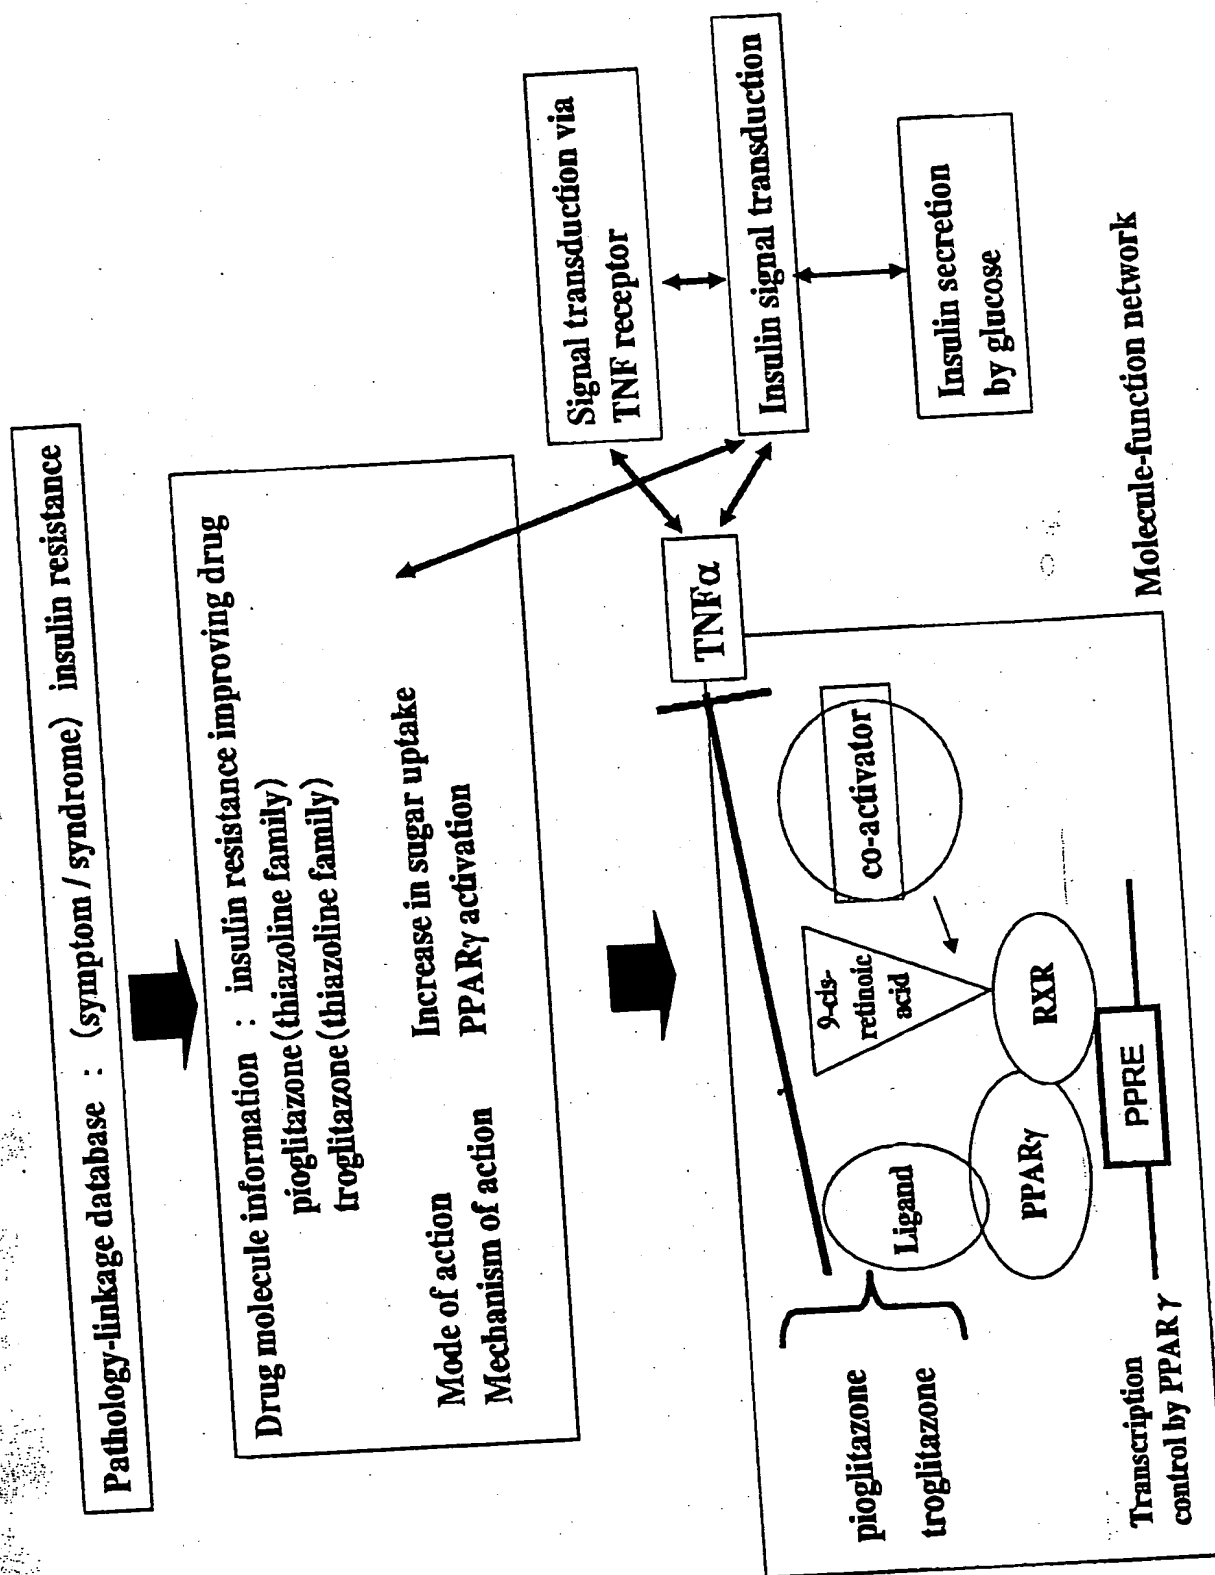 Pathology-linkage database : (symptom / syndrome) insulin resistance
Drug molecule information : insulin resistance improving drug
pioglitazone (thiazoline family)
troglitazone (thiazoline family)
Mode of action Increase in sugar uptake
Mechanism of action PPARγ activation
Signal transduction via
TNF receptor
TNFα
Insulin signal transduction
Insulin secretion
by glucose
pioglitazone
troglitazone
Ligand
9-cis-
retinoic
acid
co-activator
PPARγ
RXR
PPRE
Transcription
control by PPARγ
Molecule-function network